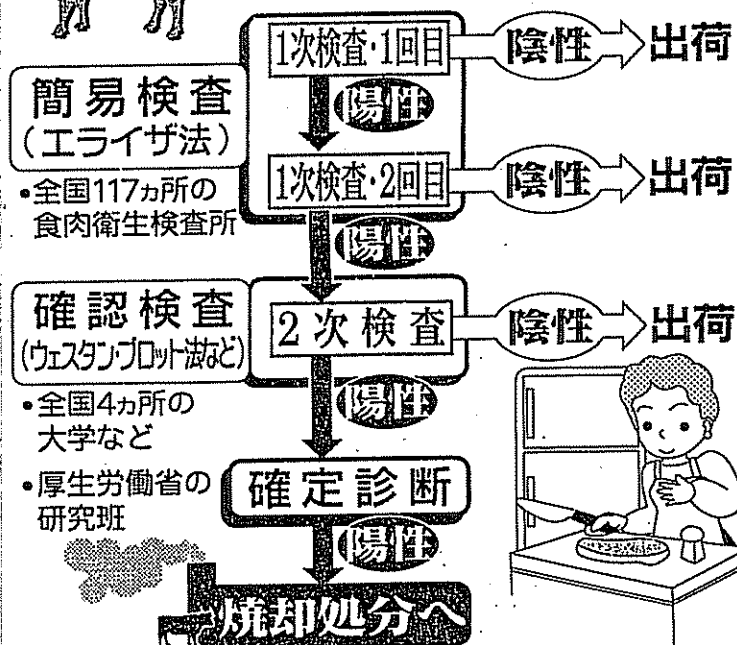 1次検査・1回目
陰性
出荷
簡易検査
(エライザ法)
陽性
・全国117ヵ所の
食肉衛生検査所
1次検査・2回目
陰性
出荷
陽性
確認検査
(ウェスタン・ブロット法など)
2次検査
陰性
出荷
・全国4ヵ所の
大学など
・厚生労働省の
研究班
陽性
確定診断
陽性
焼却処分へ